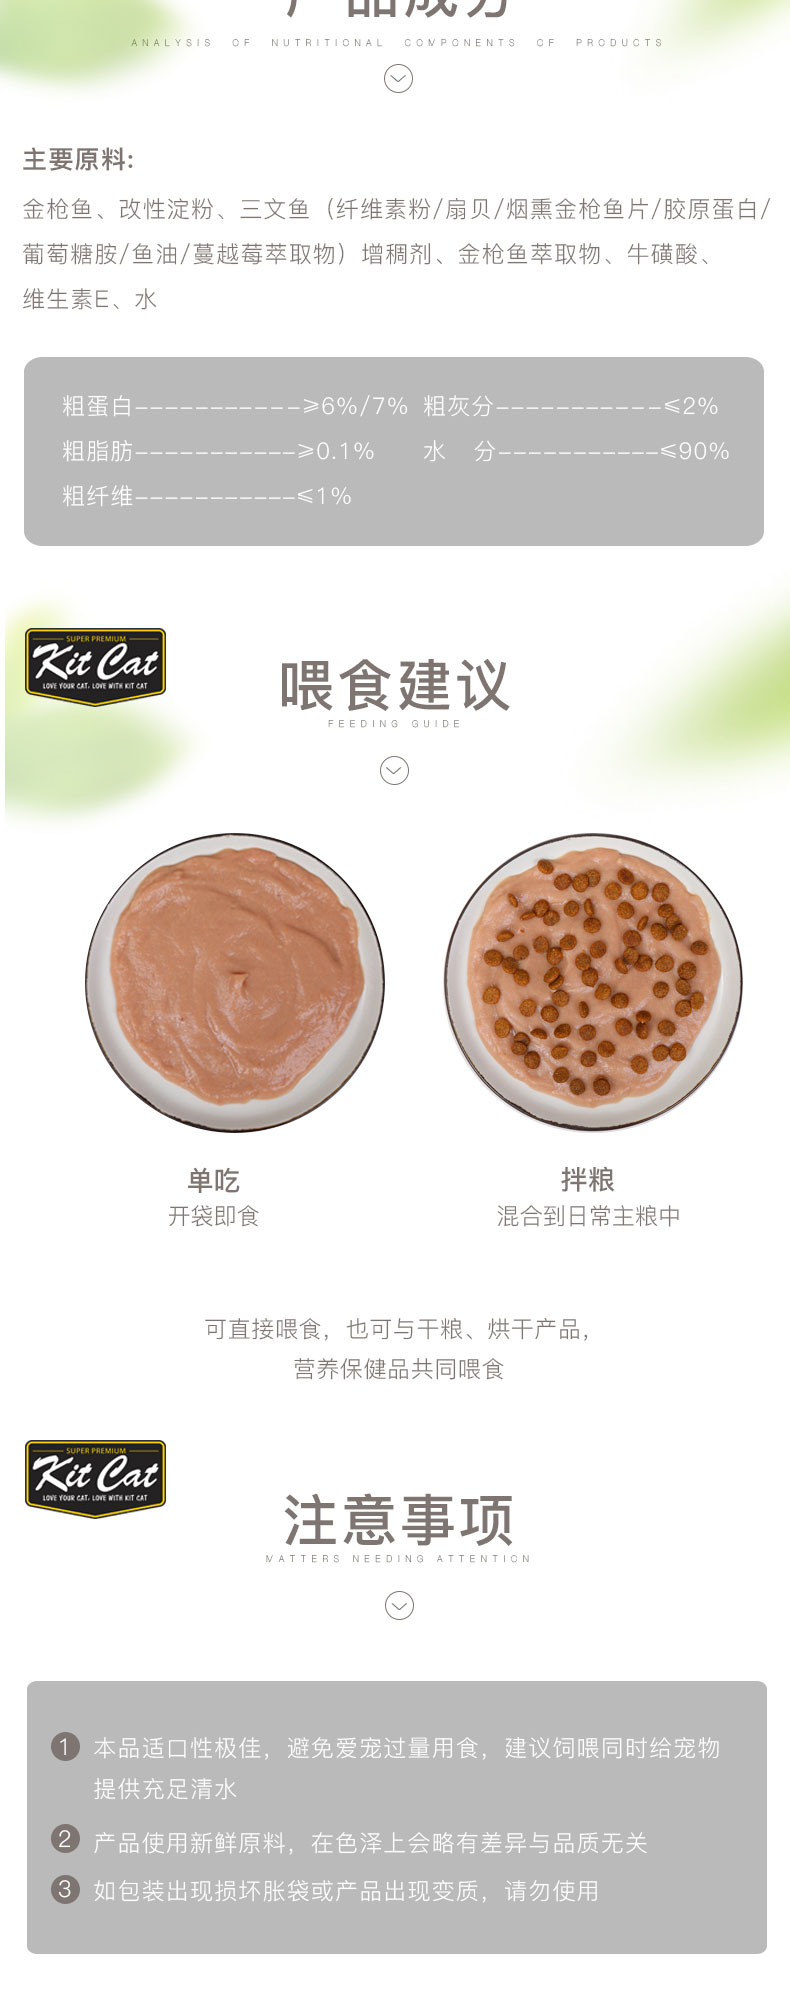 产品成分
ANALYSIS OF NUTRITIONAL COMPONENTS OF PRODUCTS
主要原料:
金枪鱼、改性淀粉、三文鱼（纤维素粉/扇贝/烟熏金枪鱼片/胶原蛋白/
葡萄糖胺/鱼油/蔓越莓萃取物）增稠剂、金枪鱼萃取物、牛磺酸、
维生素E、水
粗蛋白-----------≥6%/7% 粗灰分-----------≤2%
粗脂肪-----------≥0.1% 水 分-----------≤90%
粗纤维-----------≤1%
SUPER PREMIUM
Kit Cat
LOVE YOUR CAT, LOVE WITH KIT CAT
喂食建议
FEEDING GUIDE
单吃
开袋即食
拌粮
混合到日常主粮中
可直接喂食，也可与干粮、烘干产品，
营养保健品共同喂食
SUPER PREMIUM
Kit Cat
LOVE YOUR CAT, LOVE WITH KIT CAT
注意事项
MATTERS NEEDING ATTENTION
1 本品适口性极佳，避免爱宠过量用食，建议饲喂同时给宠物
提供充足清水
2 产品使用新鲜原料，在色泽上会略有差异与品质无关
3 如包装出现损坏胀袋或产品出现变质，请勿使用